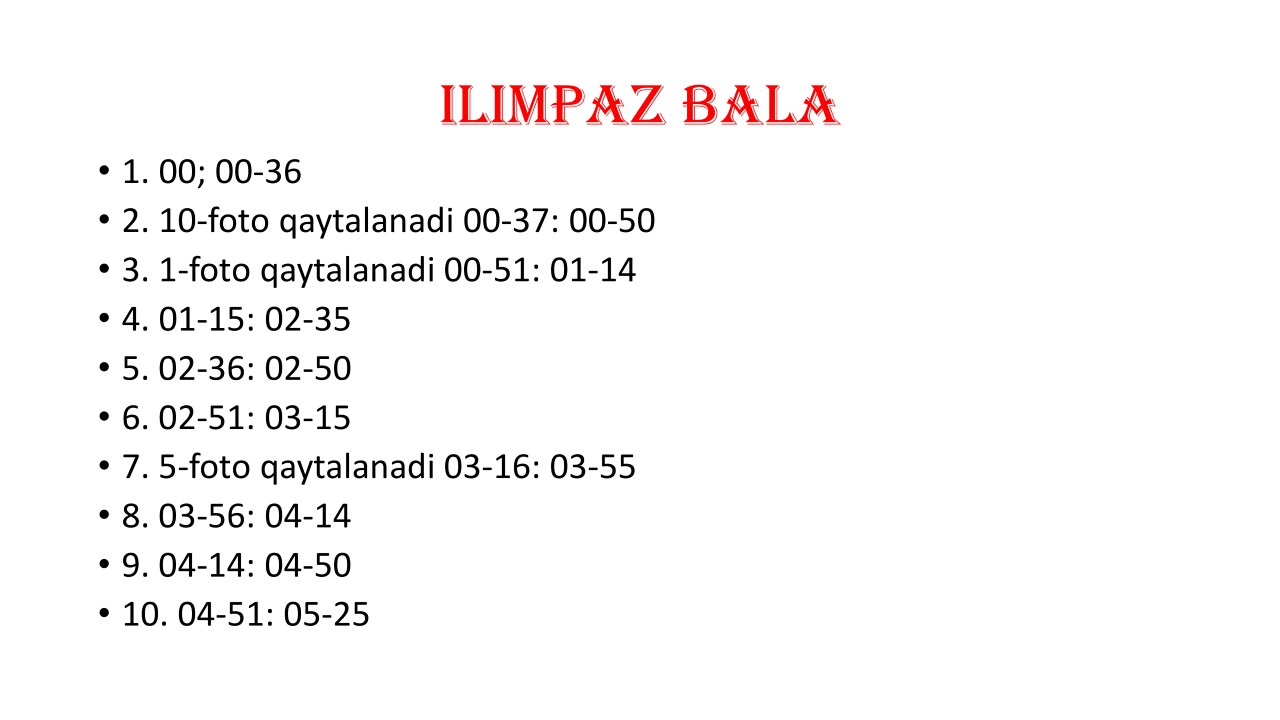 ILIMPAZ BALA
• 1. 00; 00-36
• 2. 10-foto qaytalanadi 00-37: 00-50
• 3. 1-foto qaytalanadi 00-51: 01-14
• 4. 01-15: 02-35
• 5. 02-36: 02-50
• 6. 02-51: 03-15
• 7. 5-foto qaytalanadi 03-16: 03-55
• 8. 03-56: 04-14
• 9. 04-14: 04-50
• 10. 04-51: 05-25